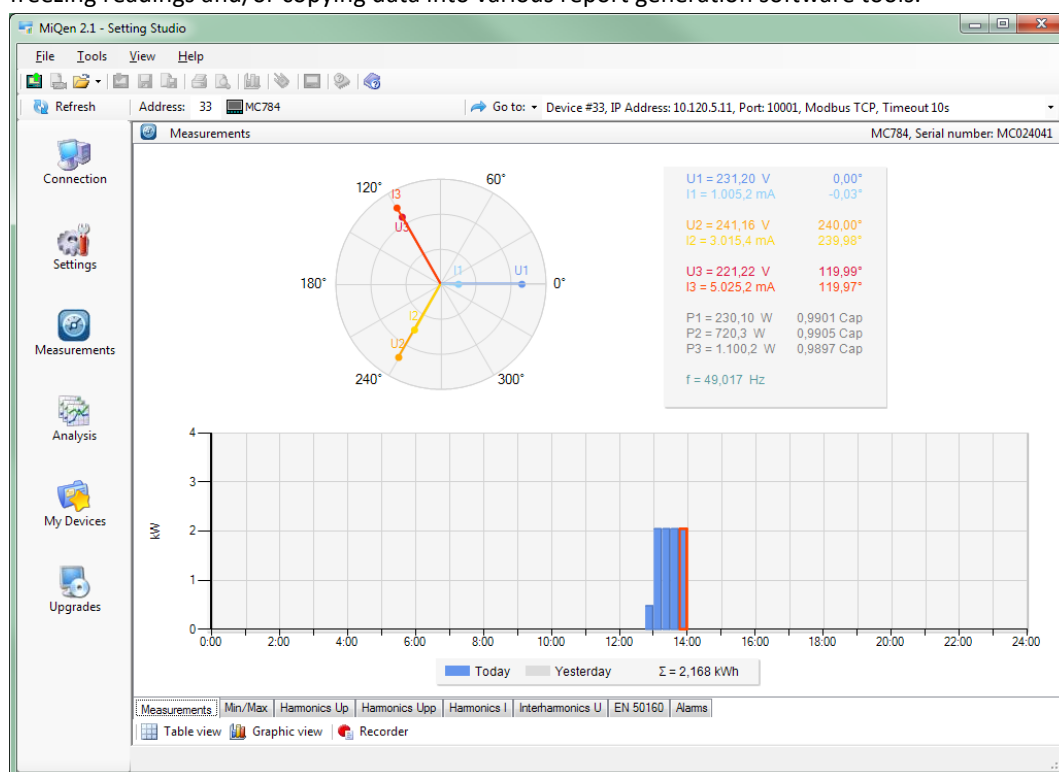 freezing readings and/or copying data into various report generation software tools.
MiQen 2.1 - Setting Studio
File Tools View Help
Refresh Address: 33 MC784 Go to: Device #33, IP Address: 10.120.5.11, Port: 10001, Modbus TCP, Timeout 10s
Measurements MC784, Serial number: MC024041
Connection
Settings
Measurements
Analysis
My Devices
Upgrades
120° 60°
I3
U3
180° I1 U1 0°
I2
U2
240° 300°
U1 = 231,20 V 0,00°
I1 = 1.005,2 mA -0,03°
U2 = 241,16 V 240,00°
I2 = 3.015,4 mA 239,98°
U3 = 221,22 V 119,99°
I3 = 5.025,2 mA 119,97°
P1 = 230,10 W 0,9901 Cap
P2 = 720,3 W 0,9905 Cap
P3 = 1.100,2 W 0,9897 Cap
f = 49,017 Hz
4
3
kW
2
1
0
0:00 2:00 4:00 6:00 8:00 10:00 12:00 14:00 16:00 18:00 20:00 22:00 24:00
Today Yesterday Σ = 2,168 kWh
Measurements Min/Max Harmonics Up Harmonics Upp Harmonics I Interharmonics U EN 50160 Alarms
Table view Graphic view Recorder